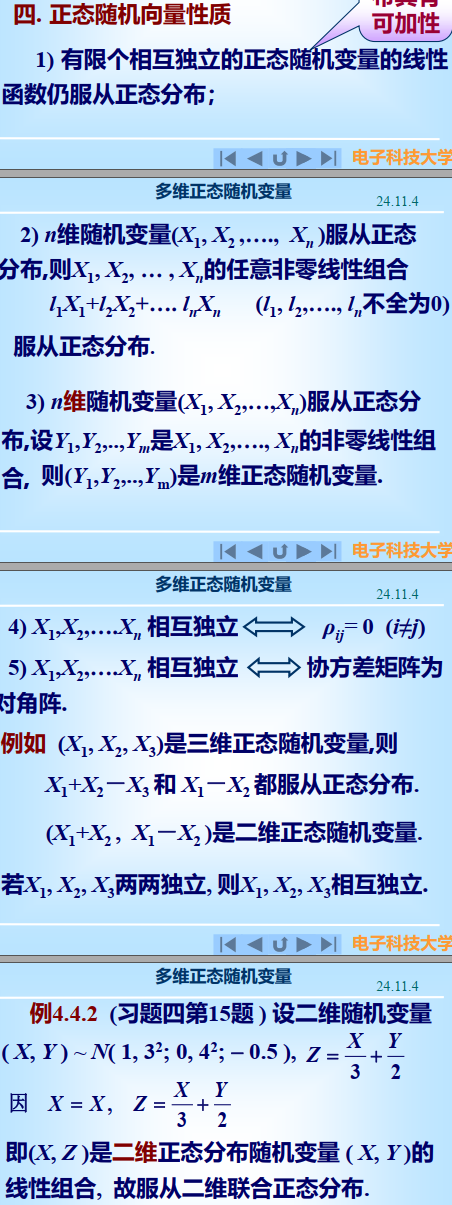 布具有
可加性
四. 正态随机向量性质
1) 有限个相互独立的正态随机变量的线性
函数仍服从正态分布；
电子科技大学
多维正态随机变量
24.11.4
2) n维随机变量(X₁, X₂ ,…., Xₙ )服从正态
分布,则X₁, X₂, … , Xₙ的任意非零线性组合
l₁X₁+l₂X₂+…. lₙXₙ (l₁, l₂,…., lₙ不全为0)
服从正态分布.
3) n维随机变量(X₁, X₂,…,Xₙ)服从正态分
布,设Y₁,Y₂,..,Yₘ是X₁, X₂,…., Xₙ的非零线性组
合, 则(Y₁,Y₂,..,Yₘ)是m维正态随机变量.
电子科技大学
多维正态随机变量
24.11.4
4) X₁,X₂,….Xₙ 相互独立 ⟺ ρᵢⱼ= 0 (i≠j)
5) X₁,X₂,….Xₙ 相互独立 ⟺ 协方差矩阵为
对角阵.
例如 (X₁, X₂, X₃)是三维正态随机变量,则
X₁+X₂－X₃ 和 X₁－X₂ 都服从正态分布.
(X₁+X₂ , X₁－X₂ )是二维正态随机变量.
若X₁, X₂, X₃两两独立, 则X₁, X₂, X₃相互独立.
电子科技大学
多维正态随机变量
24.11.4
例4.4.2 (习题四第15题 ) 设二维随机变量
( X, Y ) ~ N( 1, 3²; 0, 4²; – 0.5 ), Z = X/3 + Y/2
因 X = X, Z = X/3 + Y/2
即(X, Z )是二维正态分布随机变量 ( X, Y )的
线性组合, 故服从二维联合正态分布.